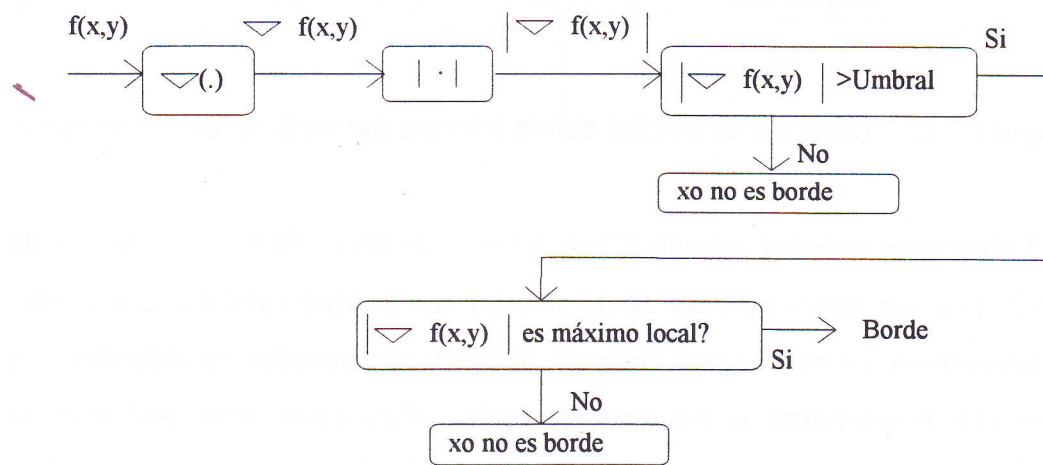 f(x,y)
▽ f(x,y)
|▽ f(x,y)|
▽(.)
| · |
|▽ f(x,y)| >Umbral
Si
No
xo no es borde
|▽ f(x,y)| es máximo local?
Si
Borde
No
xo no es borde